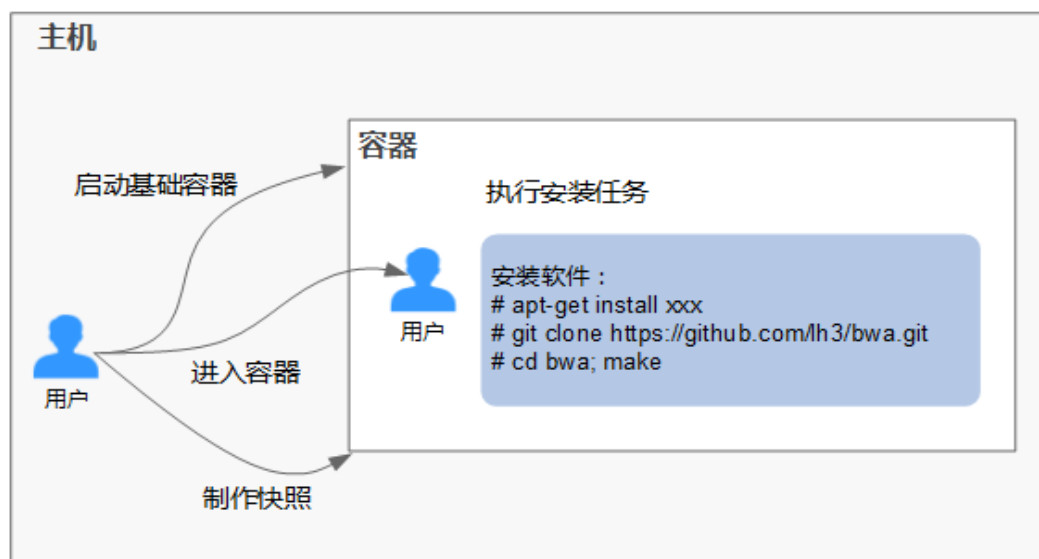 主机
容器
启动基础容器
执行安装任务
安装软件：
# apt-get install xxx
# git clone https://github.com/lh3/bwa.git
# cd bwa; make
用户
进入容器
用户
制作快照